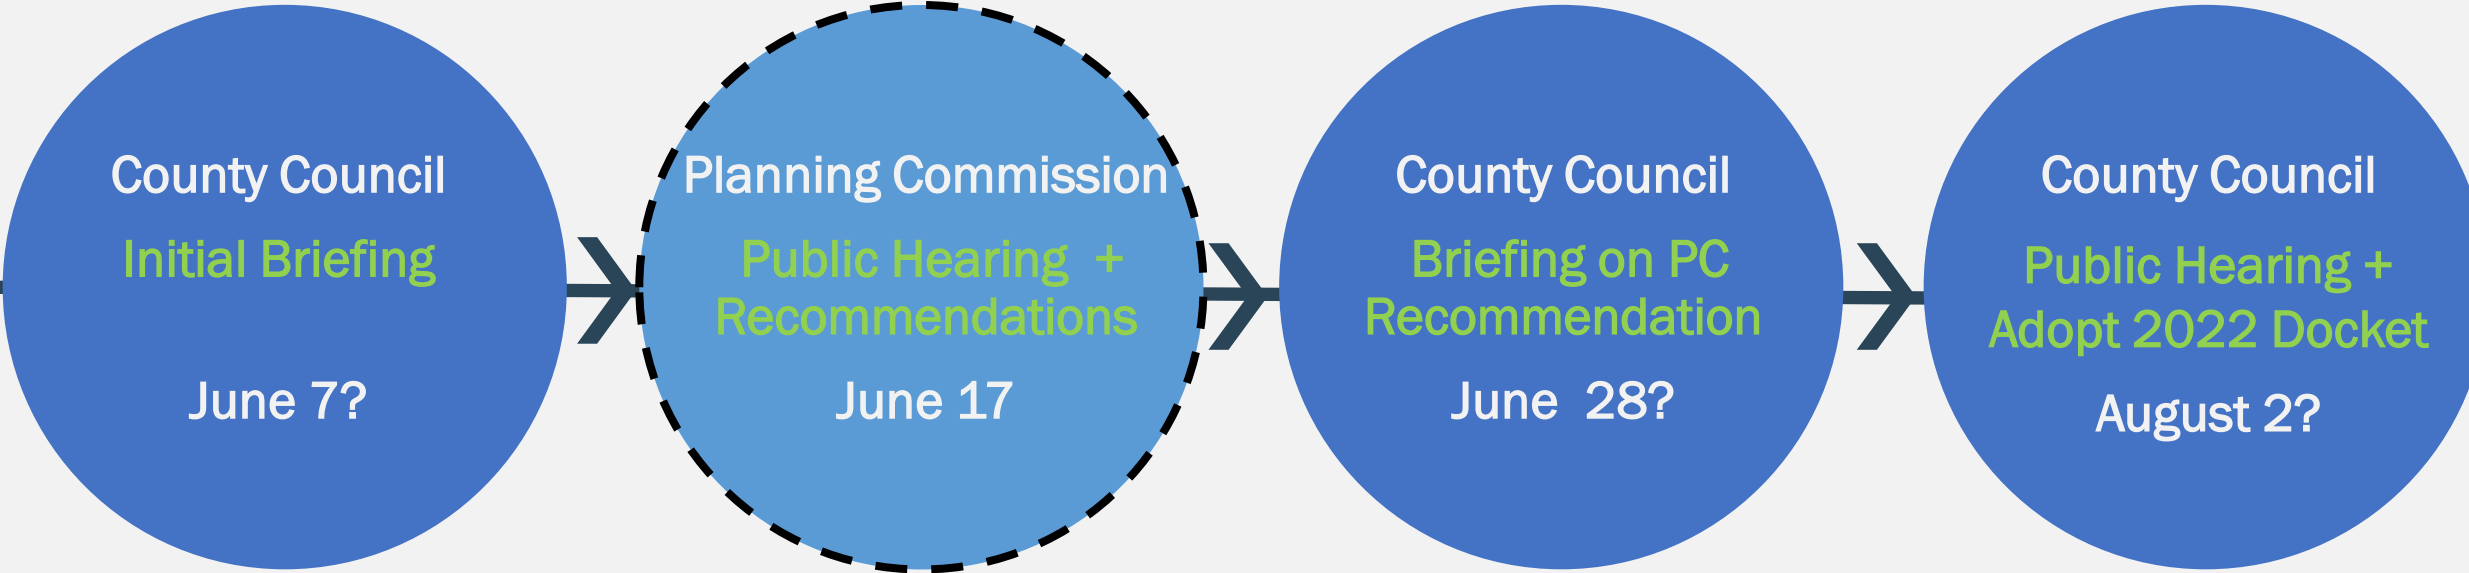 County Council
Initial Briefing
June 7?
Planning Commission
Public Hearing +
Recommendations
June 17
County Council
Briefing on PC
Recommendation
June 28?
County Council
Public Hearing +
Adopt 2022 Docket
August 2?